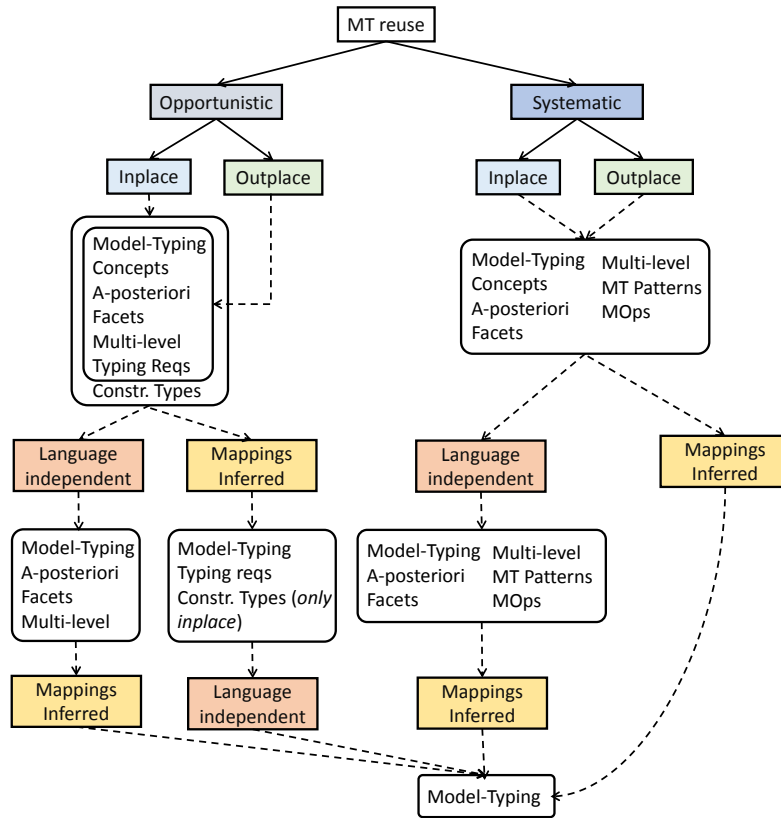 MT reuse
Opportunistic
Systematic
Inplace
Outplace
Inplace
Outplace
Model-Typing
Concepts
A-posteriori
Facets
Multi-level
Typing Reqs
Constr. Types
Model-Typing
Concepts
A-posteriori
Facets
Multi-level
MT Patterns
MOps
Language
independent
Mappings
Inferred
Language
independent
Mappings
Inferred
Model-Typing
A-posteriori
Facets
Multi-level
Model-Typing
Typing reqs
Constr. Types (only
inplace)
Model-Typing
A-posteriori
Facets
Multi-level
MT Patterns
MOps
Mappings
Inferred
Language
independent
Mappings
Inferred
Model-Typing